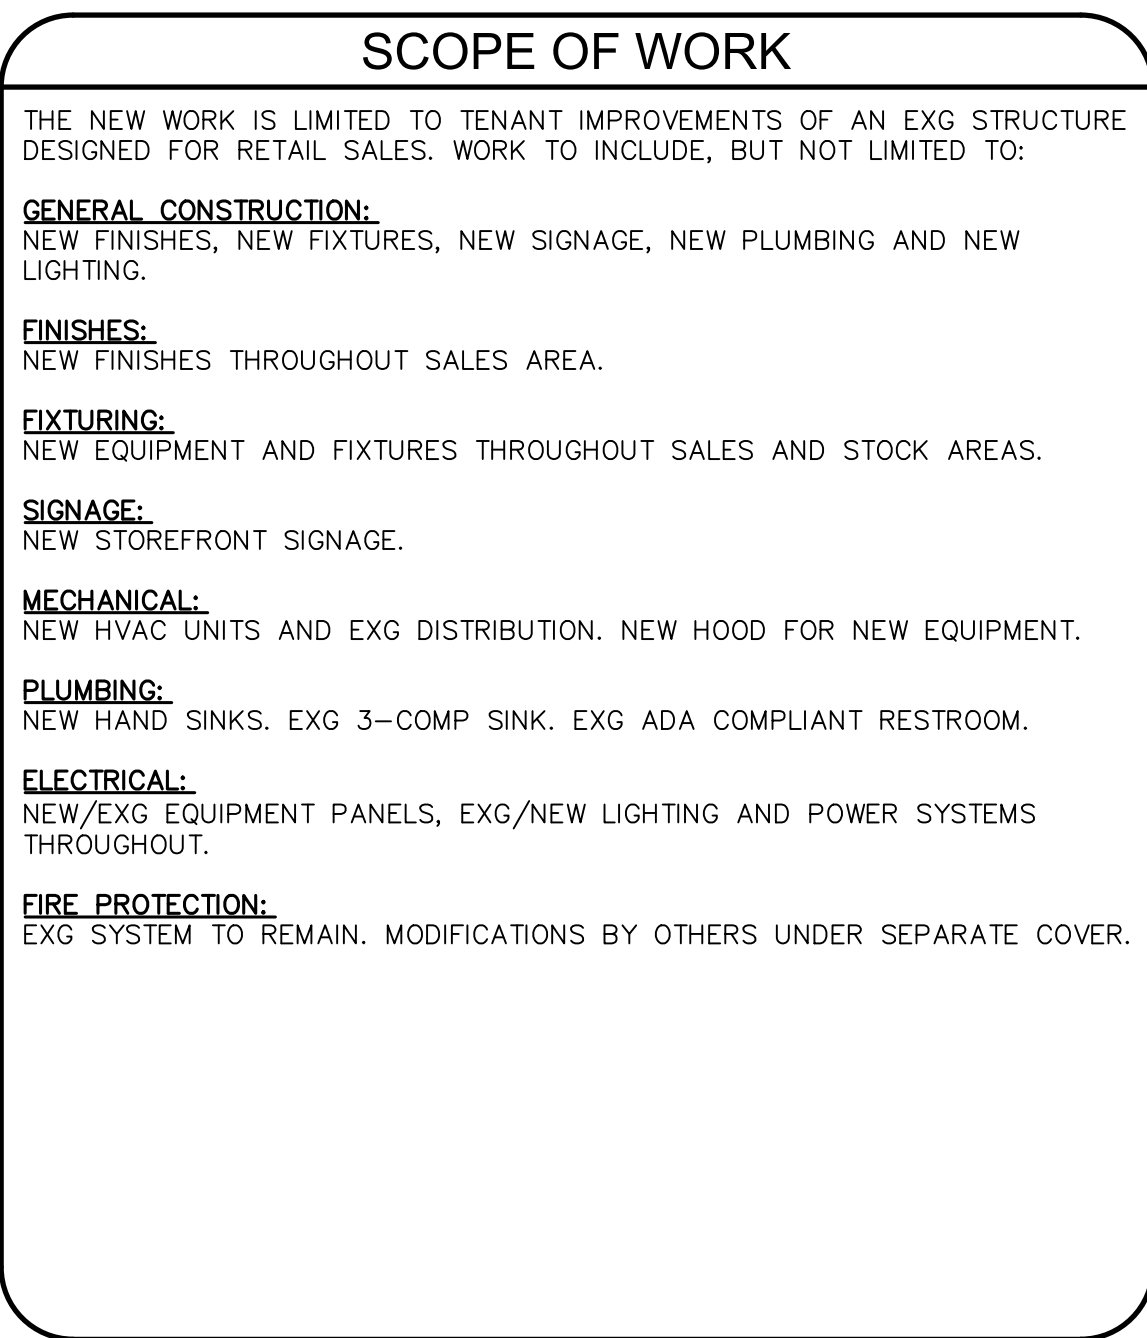 SCOPE OF WORK
THE NEW WORK IS LIMITED TO TENANT IMPROVEMENTS OF AN EXG STRUCTURE
DESIGNED FOR RETAIL SALES. WORK TO INCLUDE, BUT NOT LIMITED TO:
GENERAL CONSTRUCTION:
NEW FINISHES, NEW FIXTURES, NEW SIGNAGE, NEW PLUMBING AND NEW
LIGHTING.
FINISHES:
NEW FINISHES THROUGHOUT SALES AREA.
FIXTURING:
NEW EQUIPMENT AND FIXTURES THROUGHOUT SALES AND STOCK AREAS.
SIGNAGE:
NEW STOREFRONT SIGNAGE.
MECHANICAL:
NEW HVAC UNITS AND EXG DISTRIBUTION. NEW HOOD FOR NEW EQUIPMENT.
PLUMBING:
NEW HAND SINKS. EXG 3-COMP SINK. EXG ADA COMPLIANT RESTROOM.
ELECTRICAL:
NEW/EXG EQUIPMENT PANELS, EXG/NEW LIGHTING AND POWER SYSTEMS
THROUGHOUT.
FIRE PROTECTION:
EXG SYSTEM TO REMAIN. MODIFICATIONS BY OTHERS UNDER SEPARATE COVER.